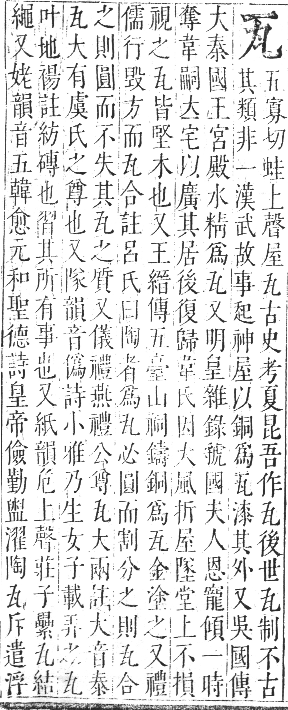 瓦 五寡切蛙上聲屋瓦古史考夏昆吾作瓦後世瓦制不古
其類非一漢武故事起神屋以銅爲瓦漆其外又吳國傳
大秦國王宮殿水精爲瓦又明皇雜錄虢國夫人恩寵傾一時
奪韋嗣立宅以廣其居後復歸韋氏因大風折屋墜堂上不損
視之瓦皆堅木也又王縉傳五臺山祠鑄銅爲瓦金塗之又禮
儒行毀方而瓦合註呂氏曰陶者爲瓦必圓而割分之則瓦合
之則圓而不失其瓦之質又儀禮燕禮公尊瓦大兩註大音泰
瓦大有虞氏之尊也又隊韻音僞詩小雅乃生女子載弄之瓦
叶地裼註紡磚也習其所有事也又紙韻危上聲莊子纍瓦結
繩又姥韻音五韓愈元和聖德詩皇帝儉勤盥濯陶瓦斥遣浮